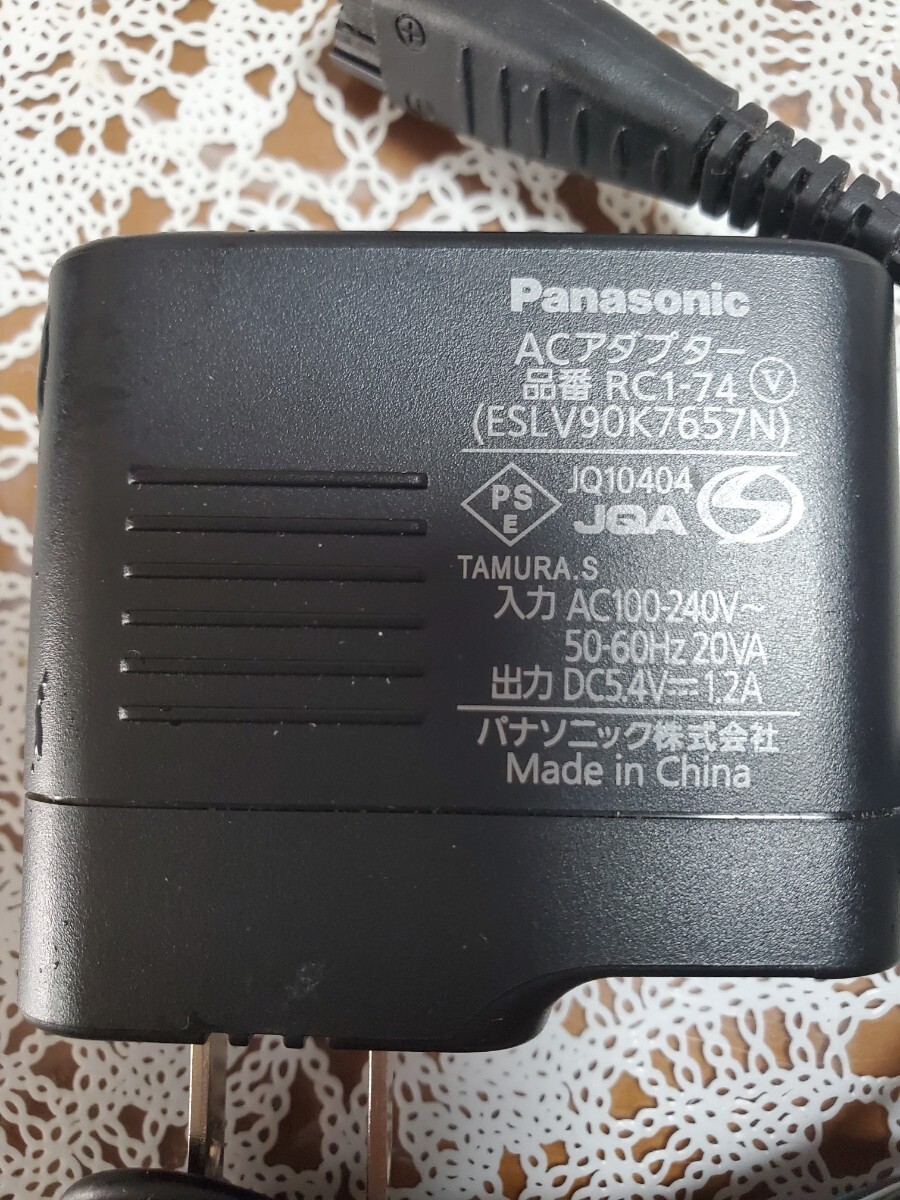 Panasonic
ACアダプター
品番 RC1-74 Ⓥ
(ESLV90K7657N)
PS
E
JQ10404
JQA
TAMURA.S
入力 AC100-240V~
50-60Hz 20VA
出力 DC5.4V⎓1.2A
パナソニック株式会社
Made in China